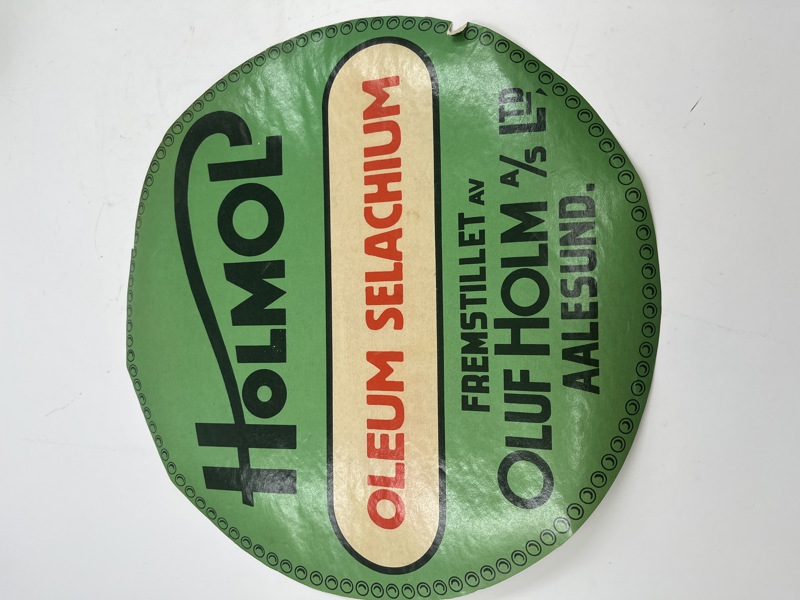 HOLMOL
OLEUM SELACHIUM
FREMSTILLET AV
OLUF HOLM A/S LTD,
AALESUND.